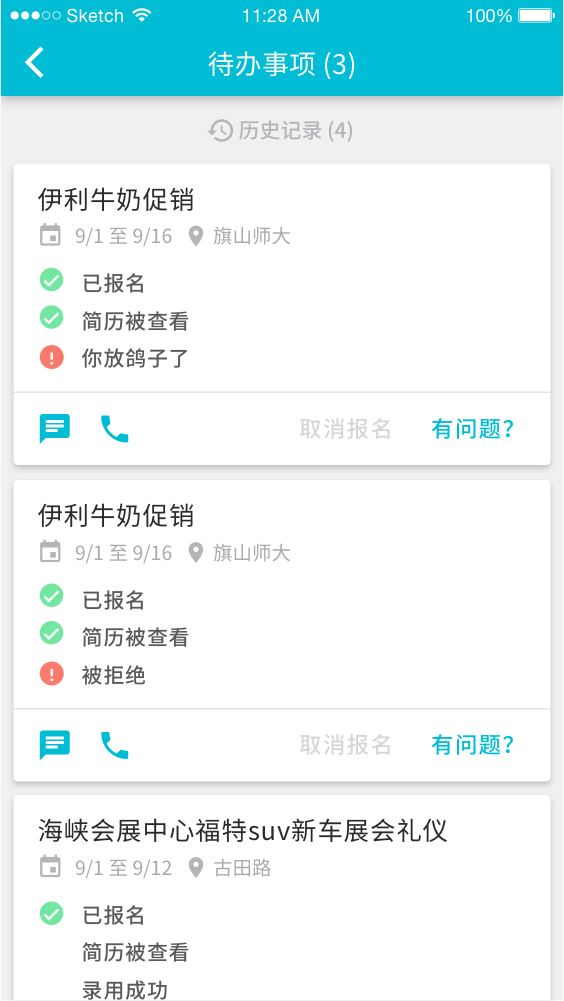 Sketch 11:28 AM 100%
待办事项 (3)
历史记录 (4)
伊利牛奶促销
9/1 至 9/16 旗山师大
已报名
简历被查看
你放鸽子了
取消报名 有问题?
伊利牛奶促销
9/1 至 9/16 旗山师大
已报名
简历被查看
被拒绝
取消报名 有问题?
海峡会展中心福特suv新车展会礼仪
9/1 至 9/12 古田路
已报名
简历被查看
录用成功